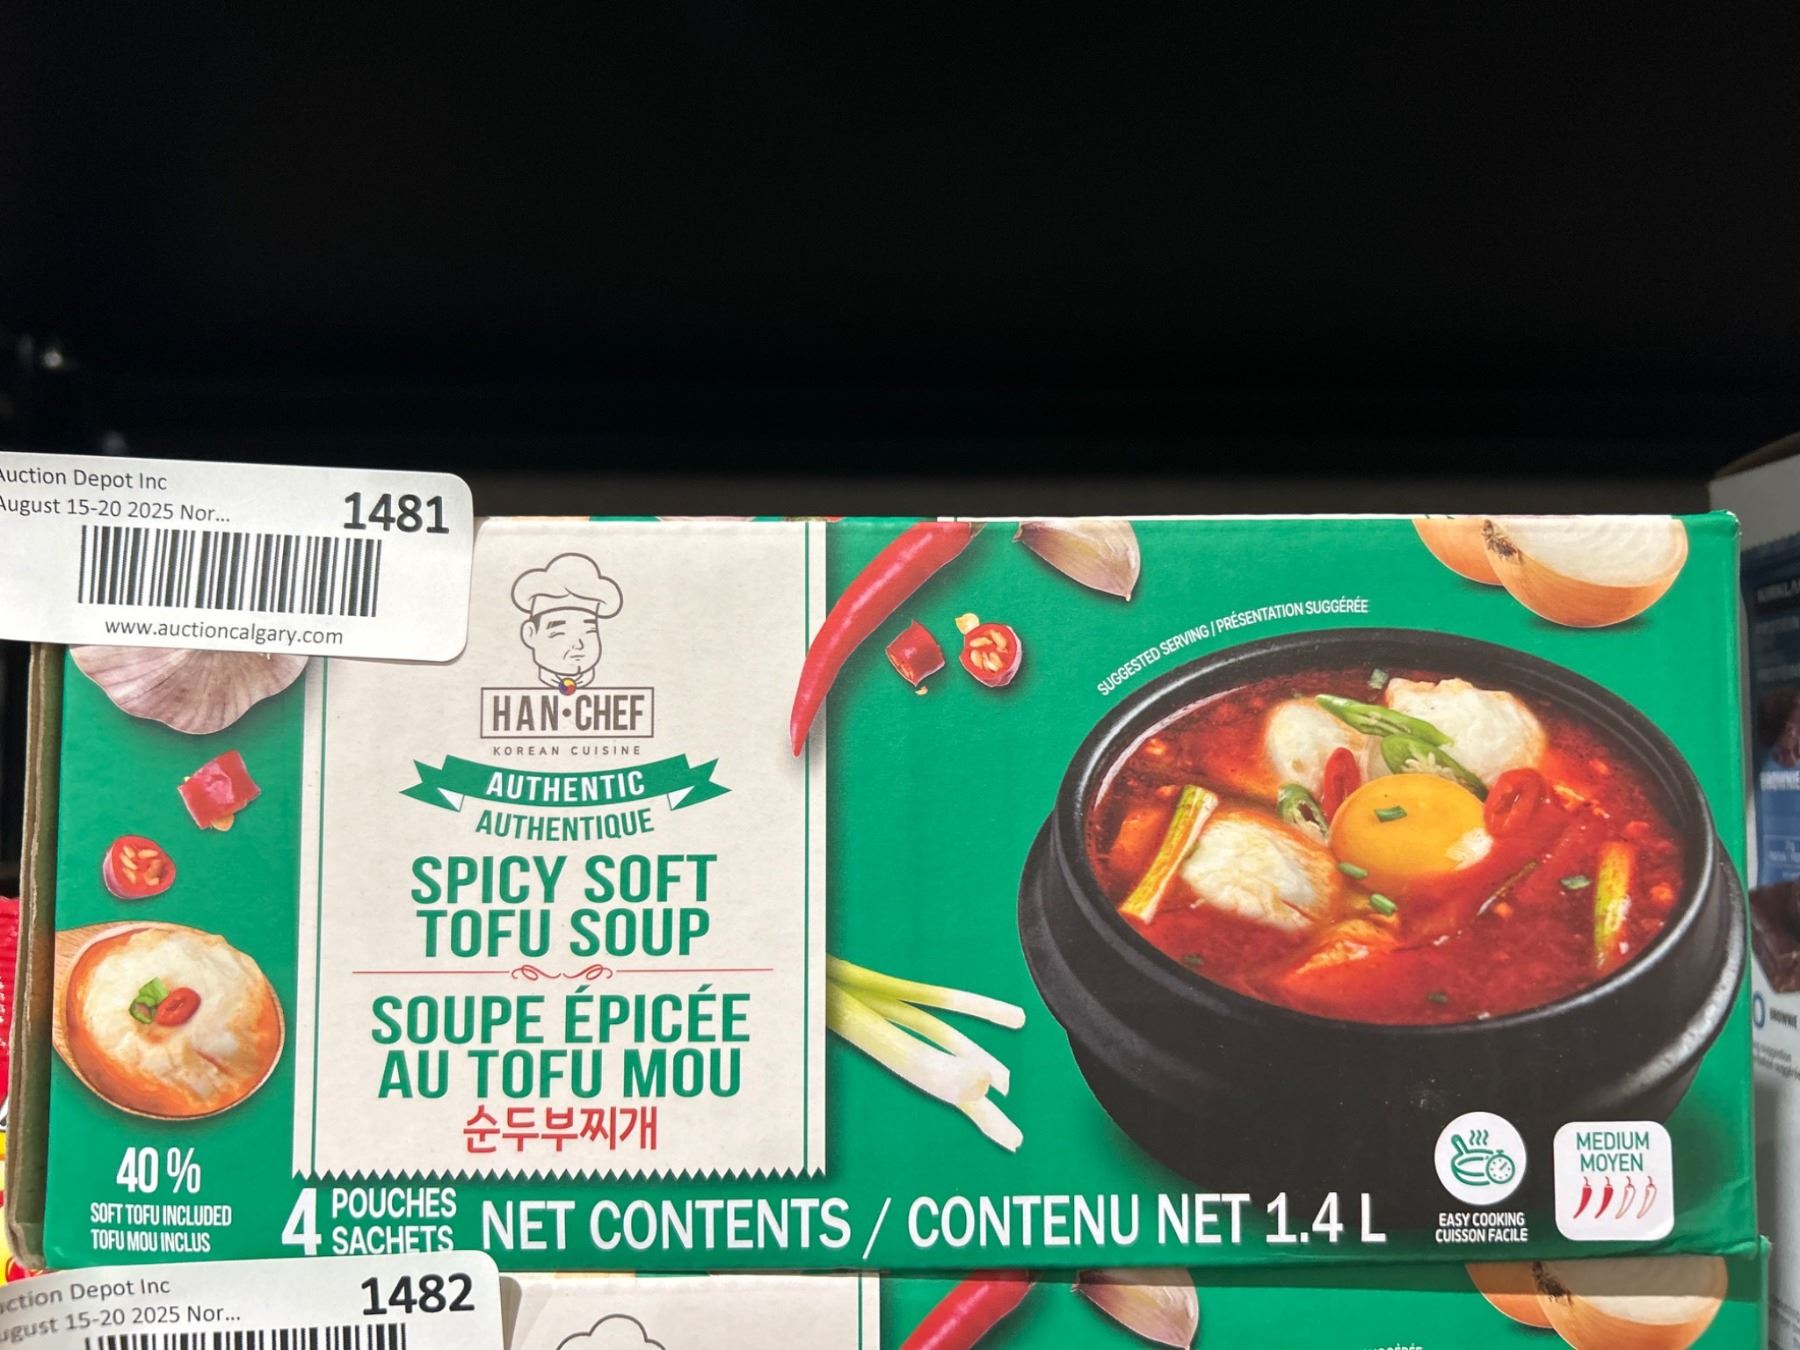 Auction Depot Inc
August 15-20 2025 Nor...
1481
www.auctioncalgary.com
HAN•CHEF
KOREAN CUISINE
AUTHENTIC
AUTHENTIQUE
SPICY SOFT
TOFU SOUP
SOUPE ÉPICÉE
AU TOFU MOU
순두부찌개
SUGGESTED SERVING / PRÉSENTATION SUGGÉRÉE
40 %
SOFT TOFU INCLUDED
TOFU MOU INCLUS
4 POUCHES
SACHETS
NET CONTENTS / CONTENU NET 1.4 L
EASY COOKING
CUISSON FACILE
MEDIUM
MOYEN
ction Depot Inc
ugust 15-20 2025 Nor...
1482
BROWNIE